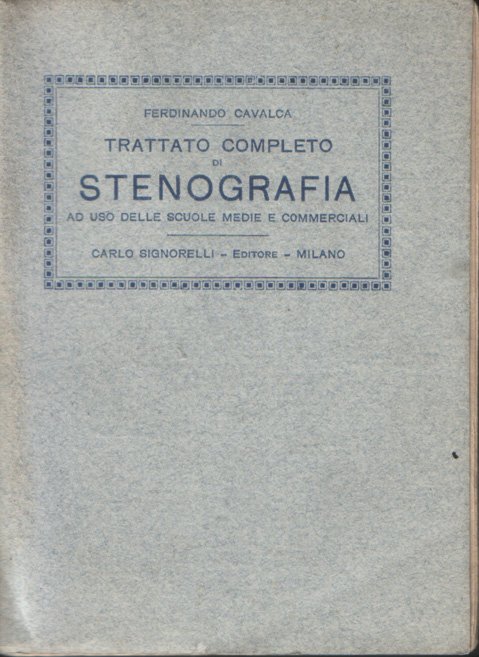 FERDINANDO CAVALCA
TRATTATO COMPLETO
DI
STENOGRAFIA
AD USO DELLE SCUOLE MEDIE E COMMERCIALI
CARLO SIGNORELLI - EDITORE - MILANO